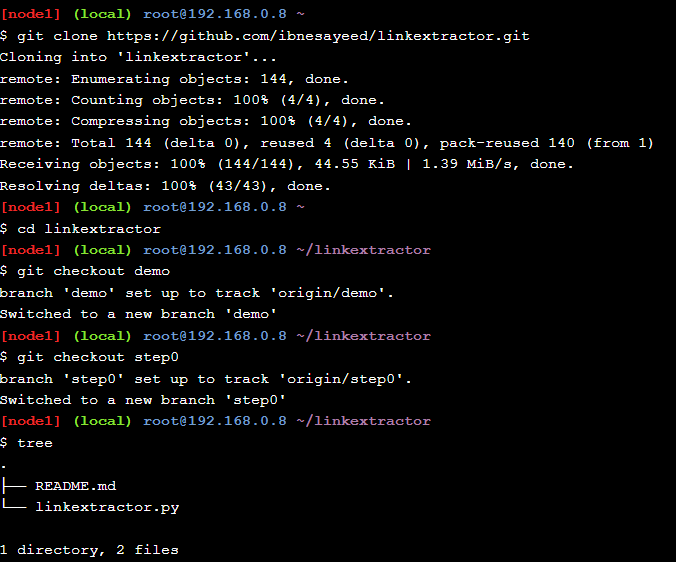 [node1] (local) root@192.168.0.8 ~
$ git clone https://github.com/ibnesayeed/linkextractor.git
Cloning into 'linkextractor'...
remote: Enumerating objects: 144, done.
remote: Counting objects: 100% (4/4), done.
remote: Compressing objects: 100% (4/4), done.
remote: Total 144 (delta 0), reused 4 (delta 0), pack-reused 140 (from 1)
Receiving objects: 100% (144/144), 44.55 KiB | 1.39 MiB/s, done.
Resolving deltas: 100% (43/43), done.
[node1] (local) root@192.168.0.8 ~
$ cd linkextractor
[node1] (local) root@192.168.0.8 ~/linkextractor
$ git checkout demo
branch 'demo' set up to track 'origin/demo'.
Switched to a new branch 'demo'
[node1] (local) root@192.168.0.8 ~/linkextractor
$ git checkout step0
branch 'step0' set up to track 'origin/step0'.
Switched to a new branch 'step0'
[node1] (local) root@192.168.0.8 ~/linkextractor
$ tree
.
├── README.md
└── linkextractor.py
1 directory, 2 files